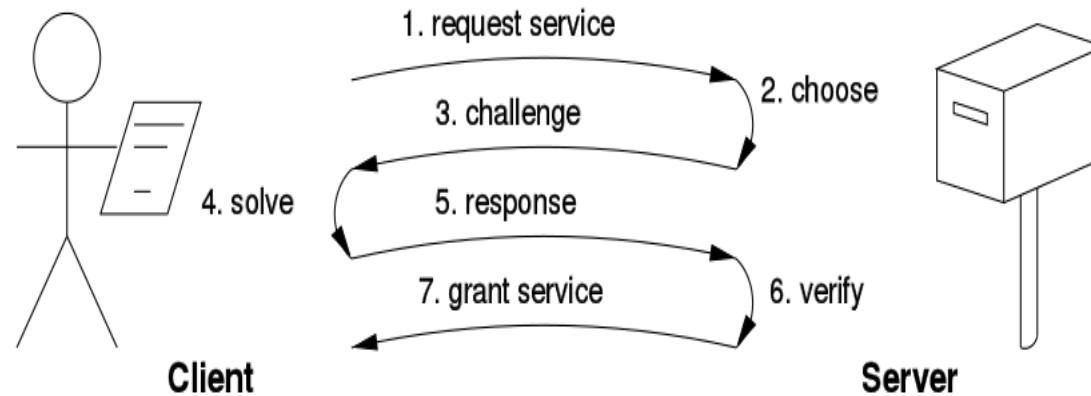 1. request service
2. choose
3. challenge
4. solve
5. response
6. verify
7. grant service
Client
Server